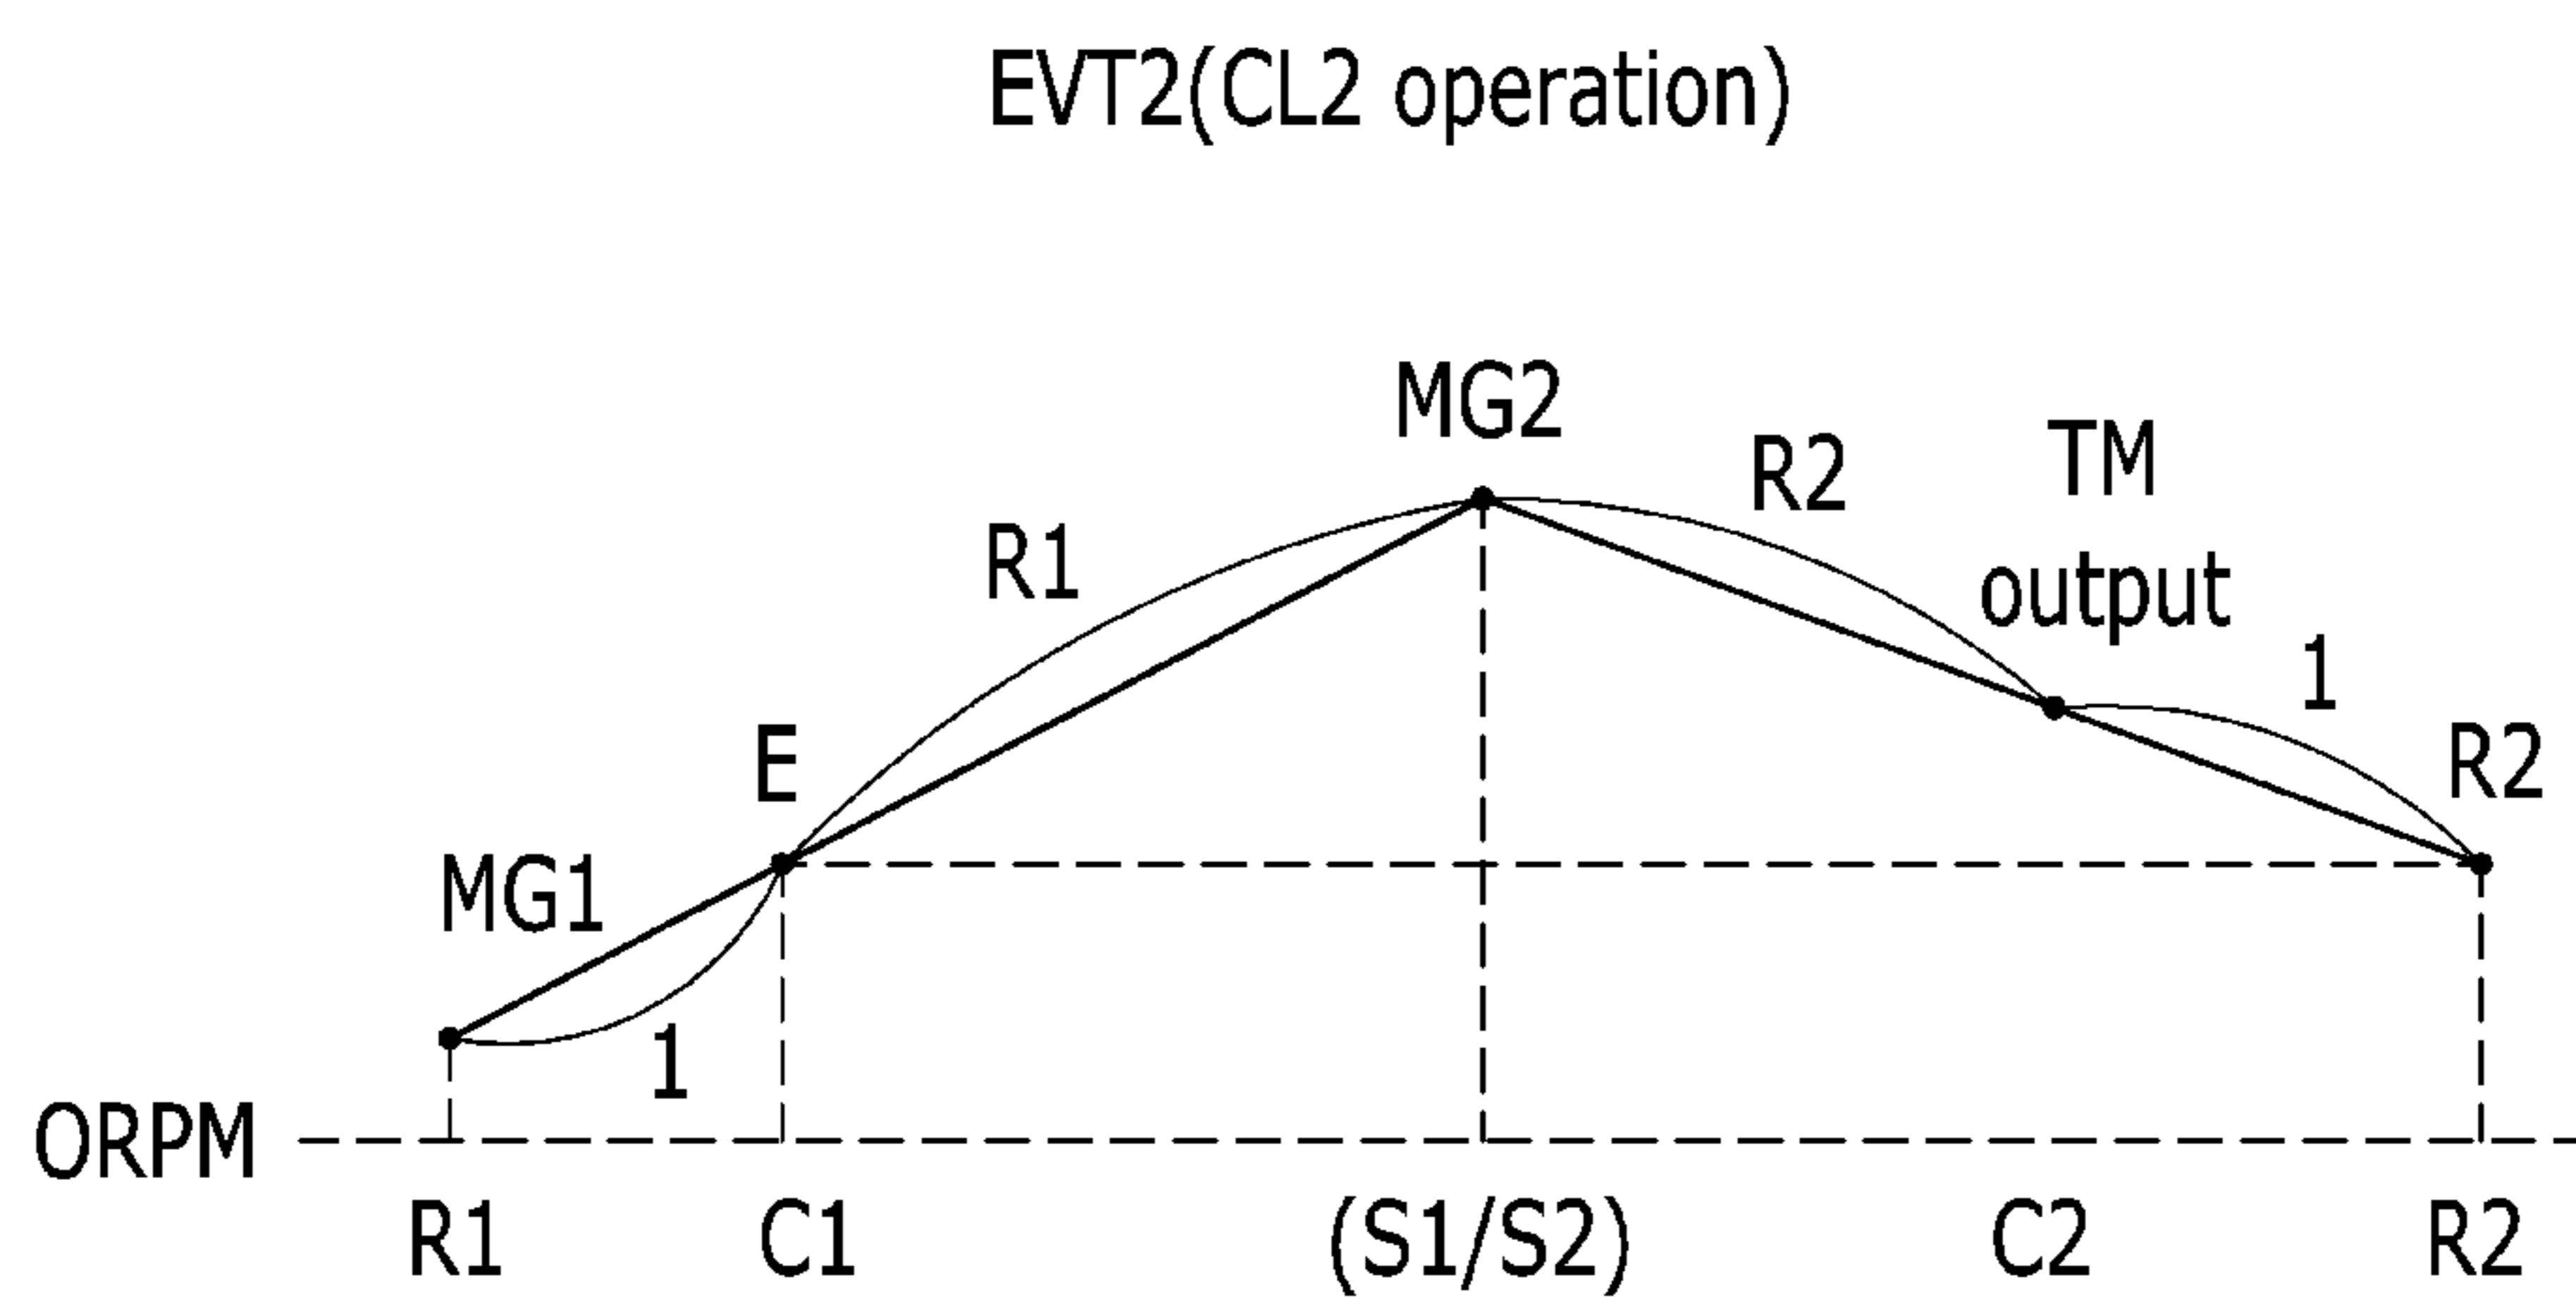 EVT2(CL2 operation)
MG2
R2
TM
output
R1
1
E
R2
MG1
1
ORPM
R1
C1
(S1/S2)
C2
R2